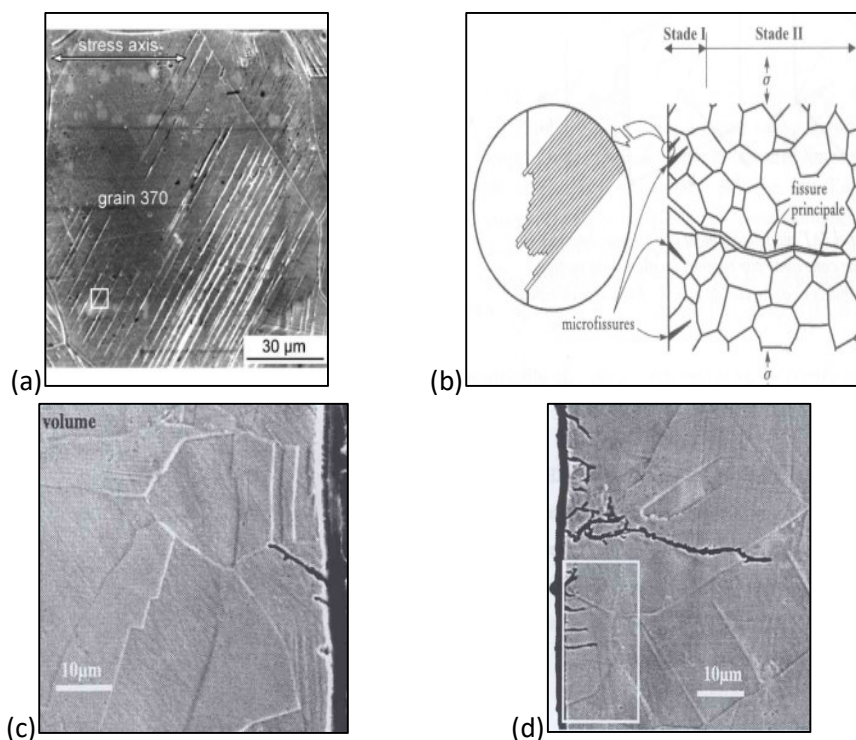 stress axis
grain 370
30 µm
(a)
Stade I
Stade II
σ
fissure
principale
microfissures
σ
(b)
volume
10µm
(c)
10µm
(d)